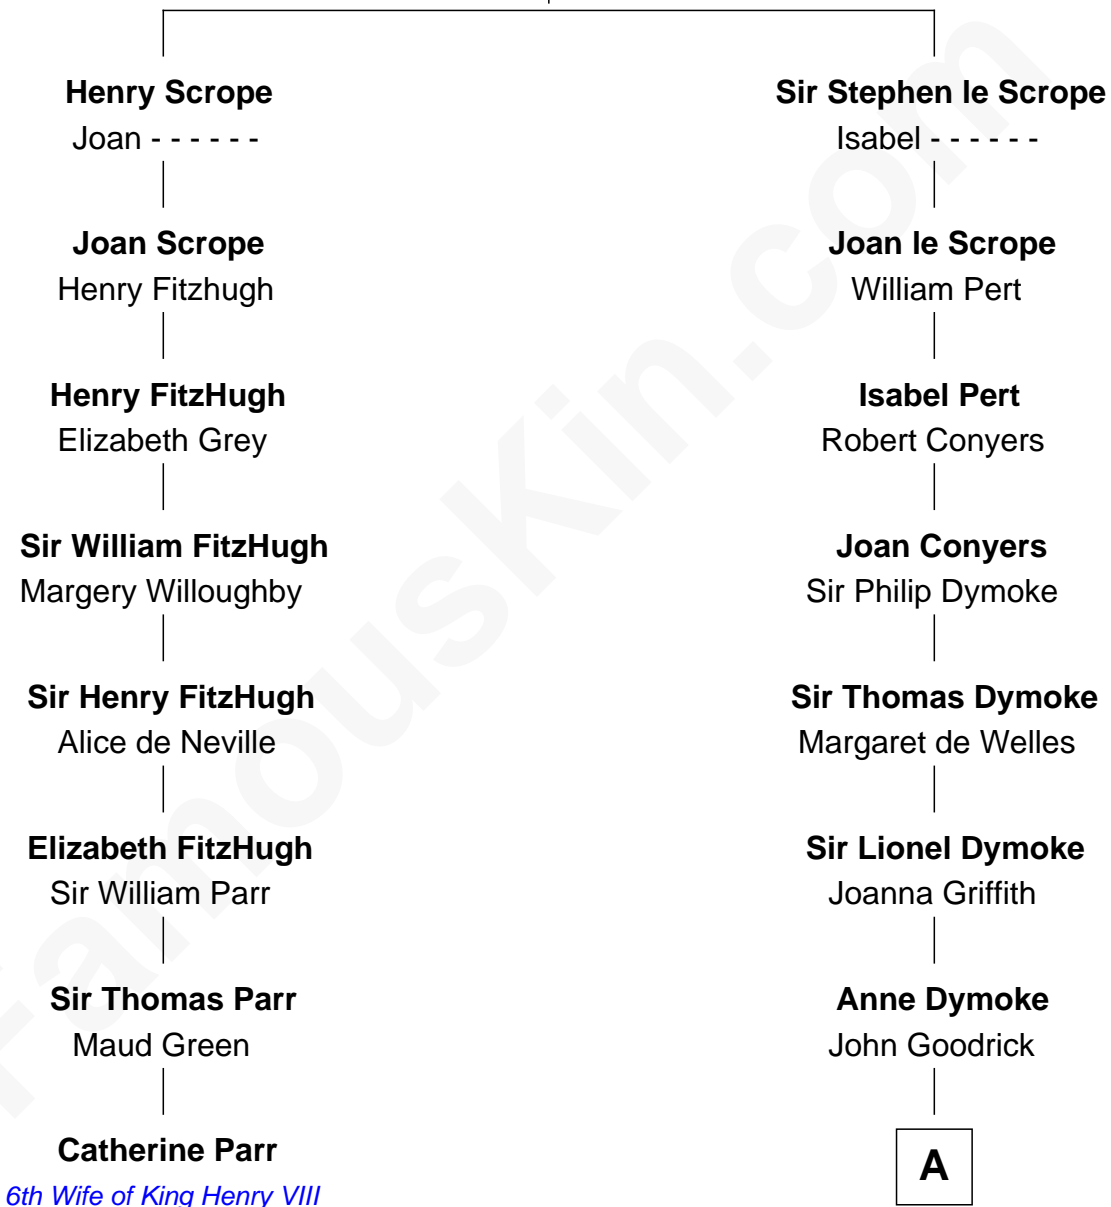 Henry Scrope
Joan - - - - - -
Joan Scrope
Henry Fitzhugh
Henry FitzHugh
Elizabeth Grey
Sir William FitzHugh
Margery Willoughby
Sir Henry FitzHugh
Alice de Neville
Elizabeth FitzHugh
Sir William Parr
Sir Thomas Parr
Maud Green
Catherine Parr
6th Wife of King Henry VIII
Sir Stephen le Scrope
Isabel - - - - - -
Joan le Scrope
William Pert
Isabel Pert
Robert Conyers
Joan Conyers
Sir Philip Dymoke
Sir Thomas Dymoke
Margaret de Welles
Sir Lionel Dymoke
Joanna Griffith
Anne Dymoke
John Goodrick
A
FamousKin.com